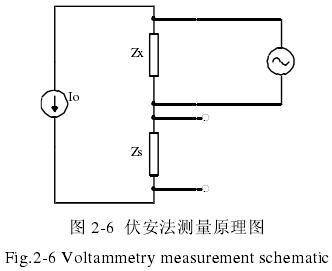 Zx
Io
Zs
图 2-6 伏安法测量原理图
Fig.2-6 Voltammetry measurement schematic